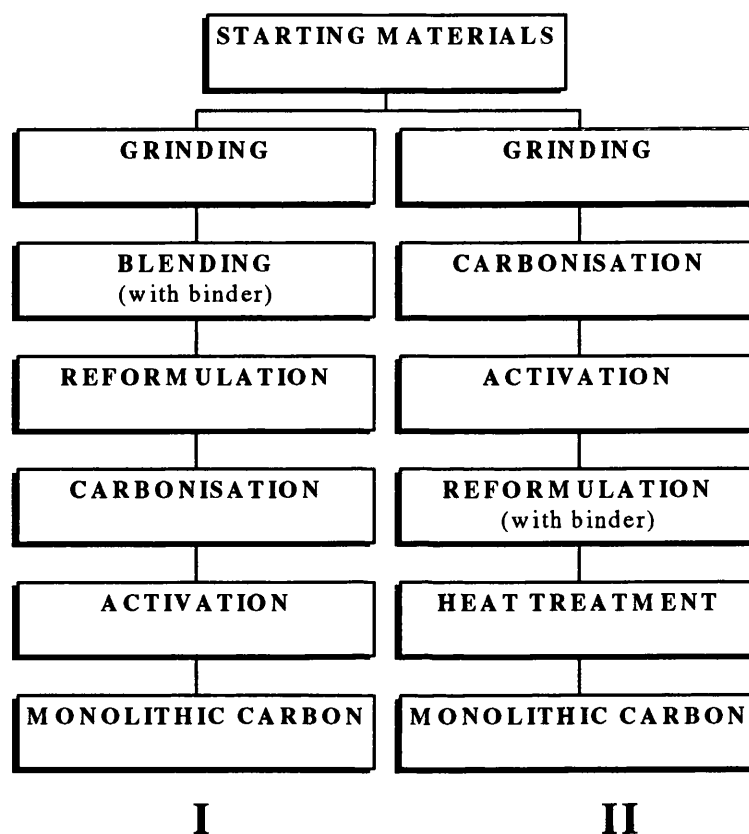 STARTING MATERIALS
GRINDING
BLENDING
(with binder)
REFORMULATION
CARBONISATION
ACTIVATION
MONOLITHIC CARBON
I
GRINDING
CARBONISATION
ACTIVATION
REFORMULATION
(with binder)
HEAT TREATMENT
MONOLITHIC CARBON
II